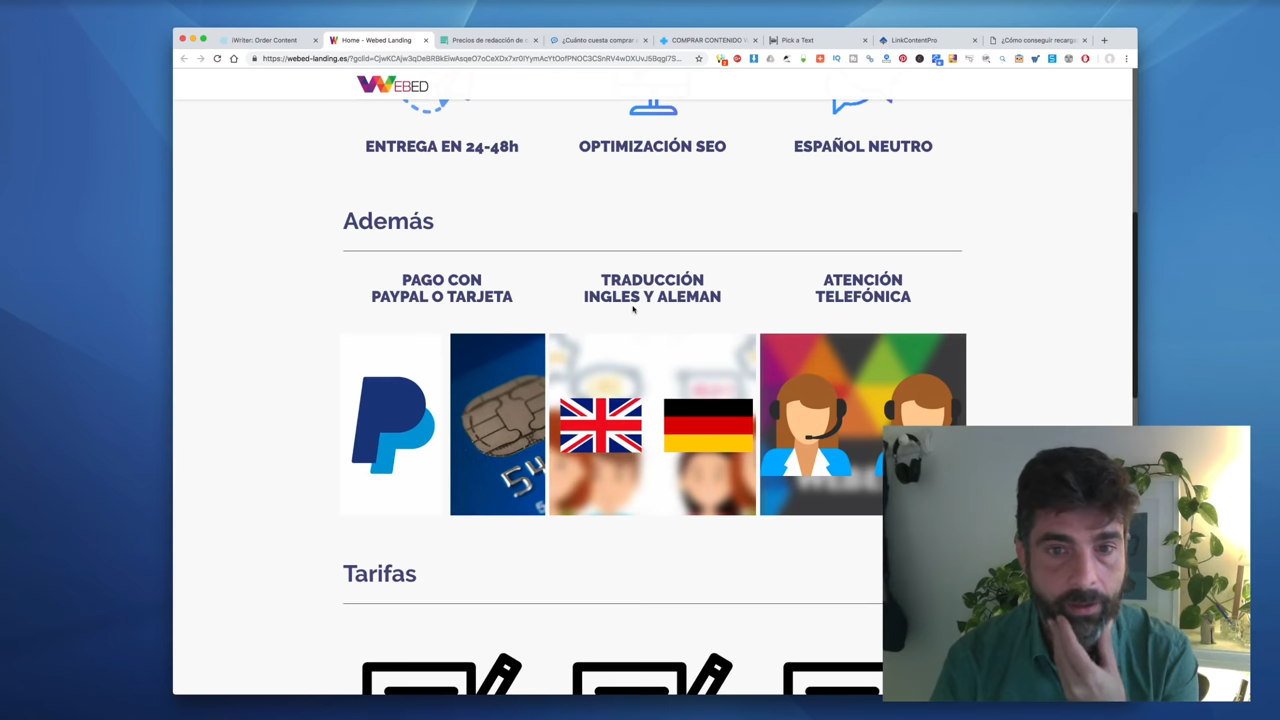 iWriter: Order Content
Home - Webed Landing
Precios de redacción de c
¿Cuánto cuesta comprar a
COMPRAR CONTENIDO
Pick a Text
LinkContentPro
¿Cómo conseguir recarga
WEBED
ENTREGA EN 24-48h
OPTIMIZACIÓN SEO
ESPAÑOL NEUTRO
Además
PAGO CON
PAYPAL O TARJETA
TRADUCCIÓN
INGLES Y ALEMAN
ATENCIÓN
TELEFÓNICA
Tarifas